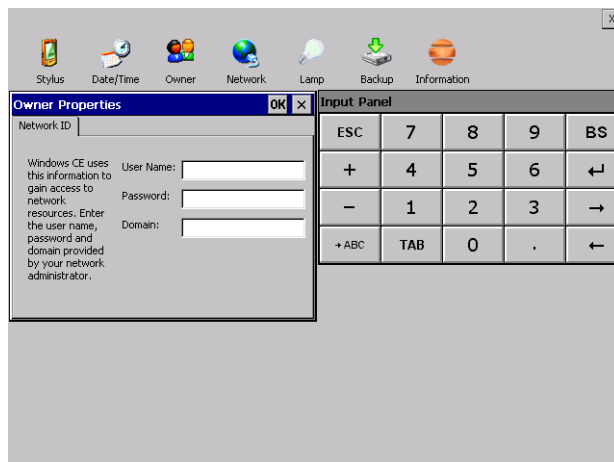 X
Stylus Date/Time Owner Network Lamp Backup Information
Owner Properties OK ×
Network ID
Windows CE uses
this information to
gain access to
network
resources. Enter
the user name,
password and
domain provided
by your network
administrator.
User Name:
Password:
Domain:
Input Panel
ESC 7 8 9 BS
+ 4 5 6 ↵
− 1 2 3 →
→ ABC TAB 0 . ←